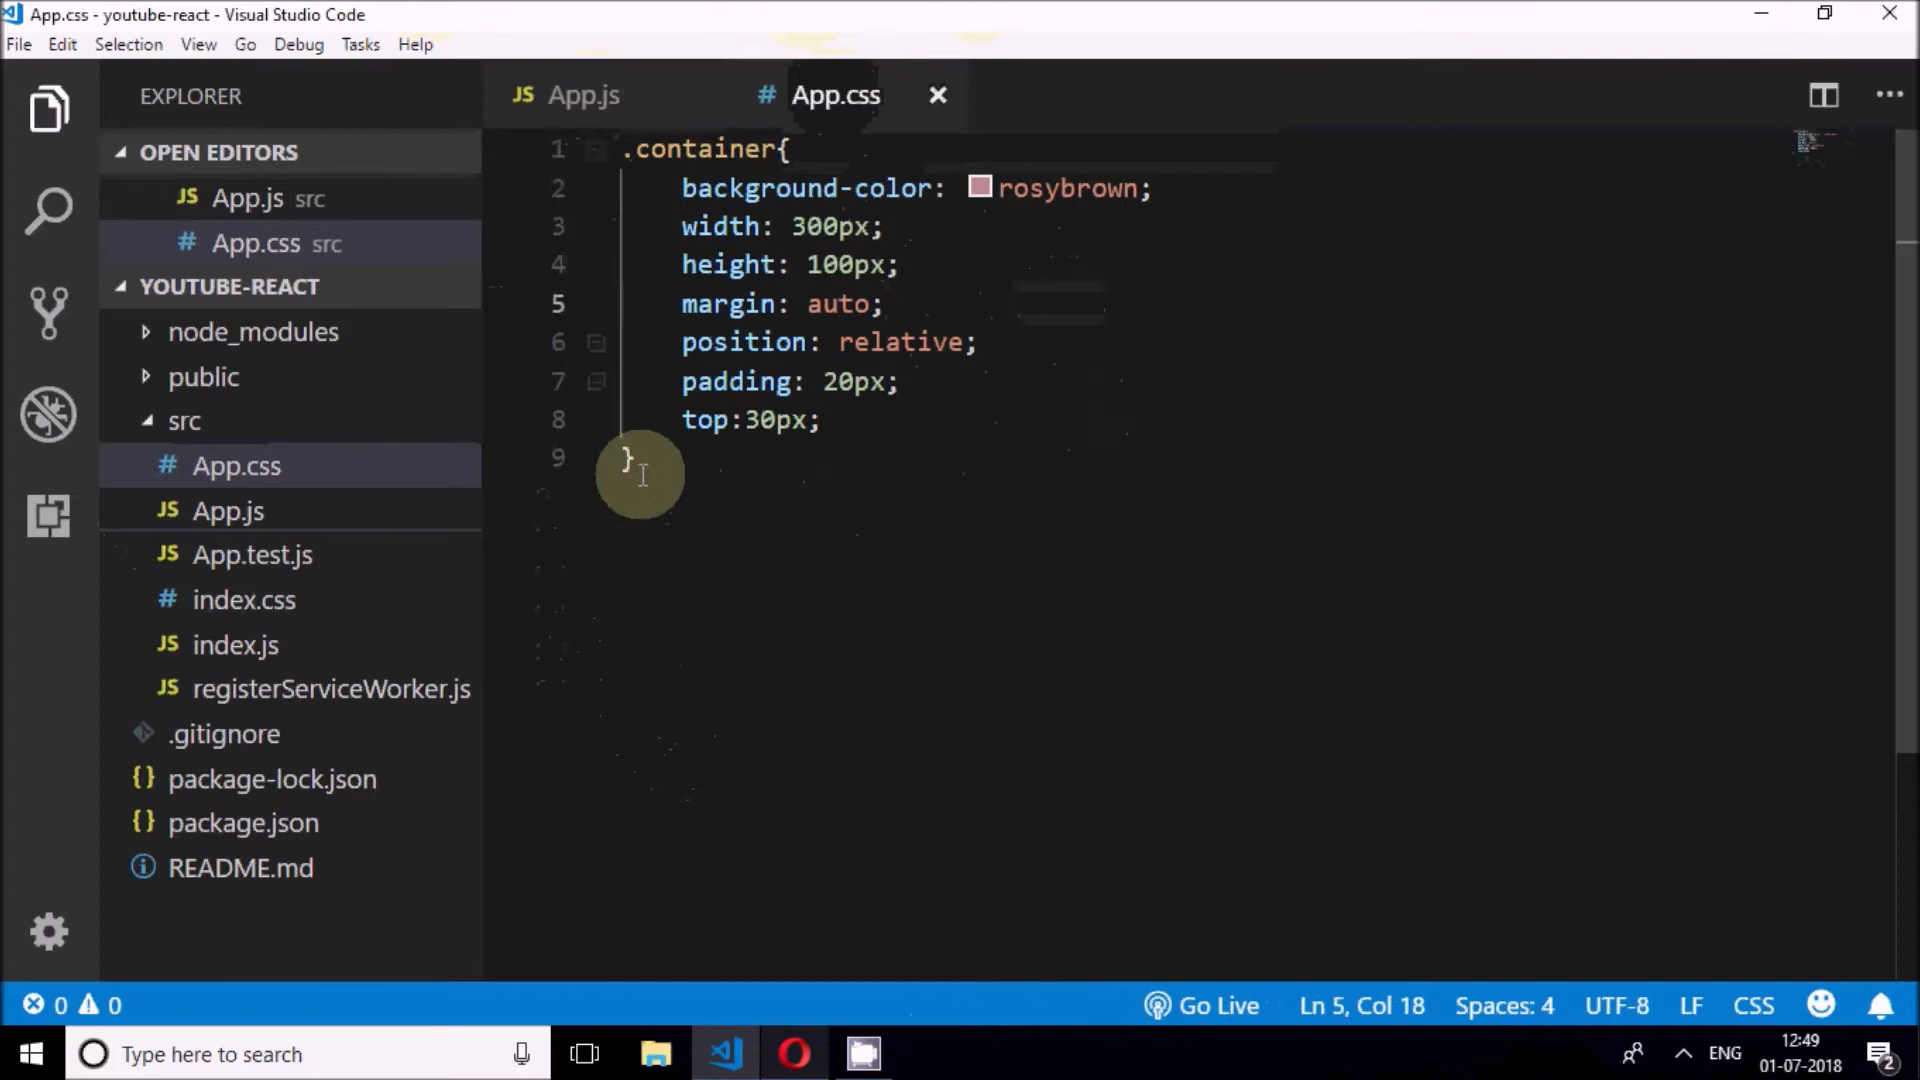 App.css - youtube-react - Visual Studio Code
File Edit Selection View Go Debug Tasks Help
EXPLORER
OPEN EDITORS
JS App.js src
# App.css src
YOUTUBE-REACT
node_modules
public
src
# App.css
JS App.js
JS App.test.js
# index.css
JS index.js
JS registerServiceWorker.js
.gitignore
{} package-lock.json
{} package.json
README.md
JS App.js # App.css
1 .container{
2 background-color: rosybrown;
3 width: 300px;
4 height: 100px;
5 margin: auto;
6 position: relative;
7 padding: 20px;
8 top:30px;
9 }
0 0 Go Live Ln 5, Col 18 Spaces: 4 UTF-8 LF CSS
Type here to search
ENG
12:49
01-07-2018
2